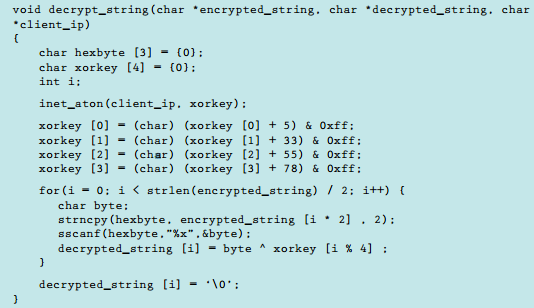 void decrypt_string(char *encrypted_string. char *decrypted_string, char
*client_ip)
{
char hexbyte [3] = {0};
char xorkey [4] = {0};
int i;
inet_aton(client_ip. xorkey);
xorkey [0] = (char) (xorkey [0] + 5) & 0xff;
xorkey [1] = (char) (xorkey [1] + 33) & 0xff;
xorkey [2] = (char) (xorkey [2] + 55) & 0xff;
xorkey [3] = (char) (xorkey [3] + 78) & 0xff;
for(i = 0; i < strlen(encrypted_string) / 2; i++) {
char byte;
strncpy(hexbyte. encrypted_string [i * 2] . 2);
sscanf(hexbyte."%x".&byte);
decrypted_string [i] = byte ^ xorkey [i % 4] ;
}
decrypted_string [i] = '\0';
}